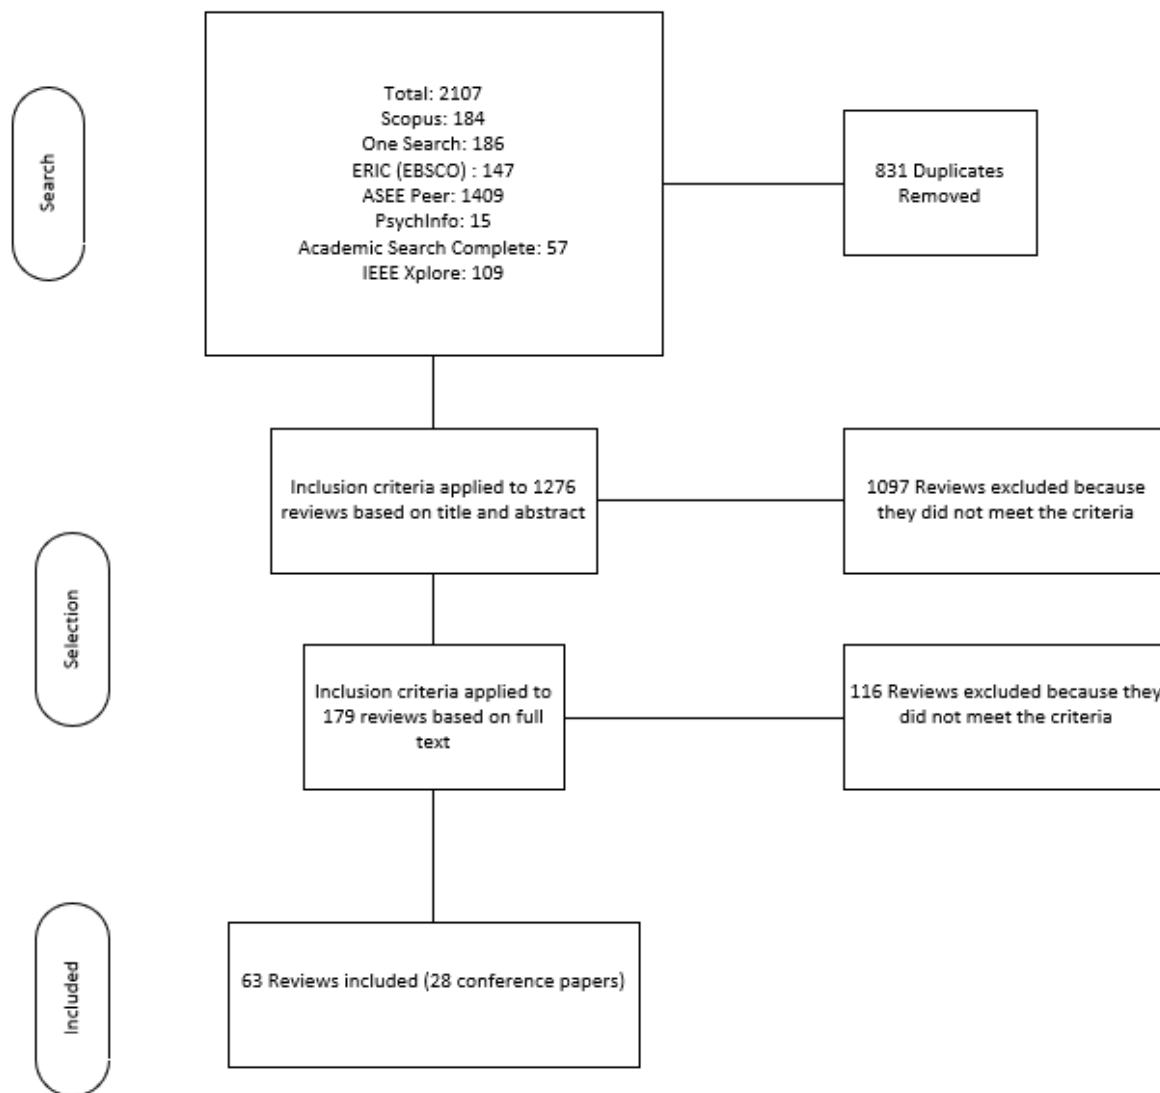 Search
Total: 2107
Scopus: 184
One Search: 186
ERIC (EBSCO) : 147
ASEE Peer: 1409
PsychInfo: 15
Academic Search Complete: 57
IEEE Xplore: 109
831 Duplicates
Removed
Selection
Inclusion criteria applied to 1276
reviews based on title and abstract
1097 Reviews excluded because
they did not meet the criteria
Inclusion criteria applied to
179 reviews based on full
text
116 Reviews excluded because they
did not meet the criteria
Included
63 Reviews included (28 conference papers)